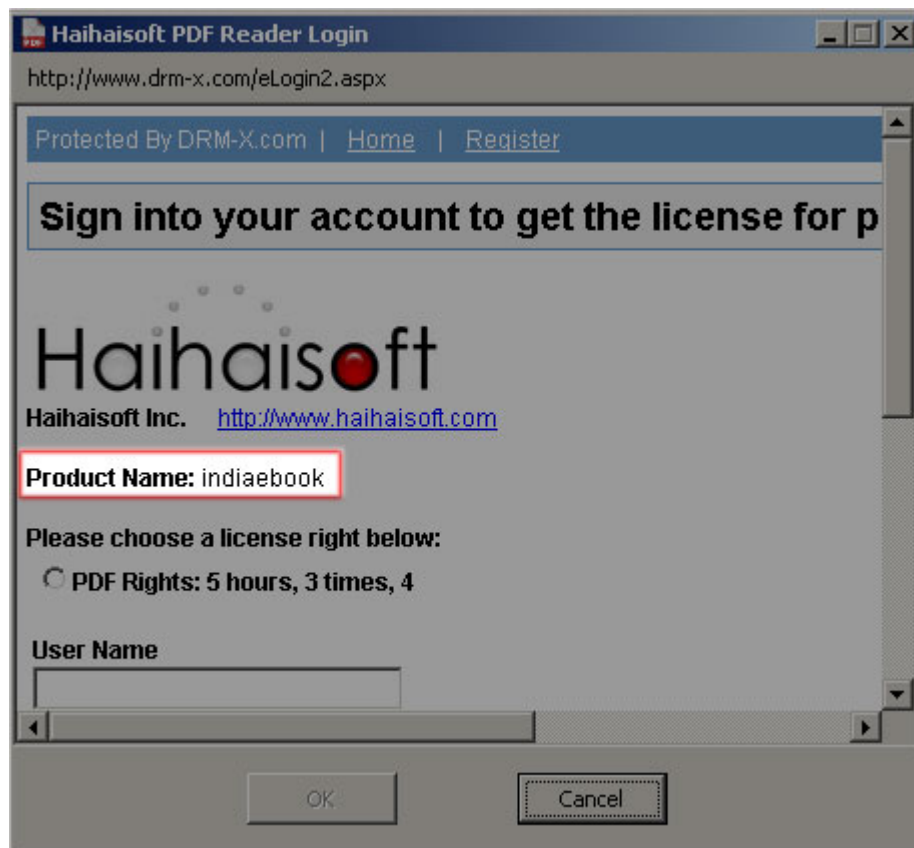 Haihaisoft PDF Reader Login
http://www.drm-x.com/eLogin2.aspx
Protected By DRM-X.com | Home | Register
Sign into your account to get the license for p
Haihaisoft
Haihaisoft Inc. http://www.haihaisoft.com
Product Name: indiaebook
Please choose a license right below:
PDF Rights: 5 hours, 3 times, 4
User Name
OK Cancel